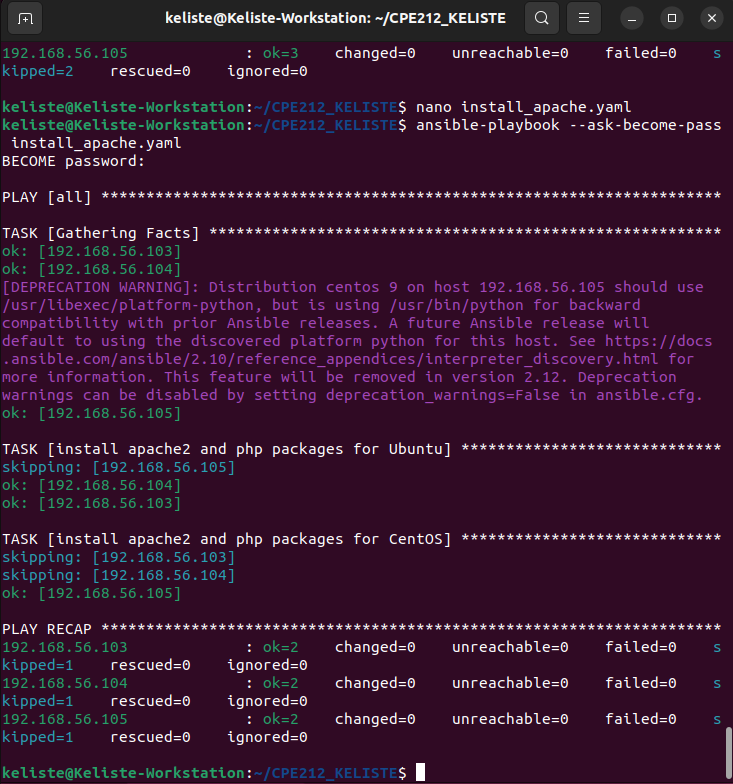 keliste@Keliste-Workstation: ~/CPE212_KELISTE
192.168.56.105             : ok=3    changed=0    unreachable=0    failed=0    s
kipped=2    rescued=0    ignored=0
keliste@Keliste-Workstation:~/CPE212_KELISTE$ nano install_apache.yaml
keliste@Keliste-Workstation:~/CPE212_KELISTE$ ansible-playbook --ask-become-pass
 install_apache.yaml
BECOME password:
PLAY [all] *********************************************************************
TASK [Gathering Facts] *********************************************************
ok: [192.168.56.103]
ok: [192.168.56.104]
[DEPRECATION WARNING]: Distribution centos 9 on host 192.168.56.105 should use
/usr/libexec/platform-python, but is using /usr/bin/python for backward
compatibility with prior Ansible releases. A future Ansible release will
default to using the discovered platform python for this host. See https://docs
.ansible.com/ansible/2.10/reference_appendices/interpreter_discovery.html for
more information. This feature will be removed in version 2.12. Deprecation
warnings can be disabled by setting deprecation_warnings=False in ansible.cfg.
ok: [192.168.56.105]
TASK [install apache2 and php packages for Ubuntu] *****************************
skipping: [192.168.56.105]
ok: [192.168.56.104]
ok: [192.168.56.103]
TASK [install apache2 and php packages for CentOS] *****************************
skipping: [192.168.56.103]
skipping: [192.168.56.104]
ok: [192.168.56.105]
PLAY RECAP *********************************************************************
192.168.56.103             : ok=2    changed=0    unreachable=0    failed=0    s
kipped=1    rescued=0    ignored=0
192.168.56.104             : ok=2    changed=0    unreachable=0    failed=0    s
kipped=1    rescued=0    ignored=0
192.168.56.105             : ok=2    changed=0    unreachable=0    failed=0    s
kipped=1    rescued=0    ignored=0
keliste@Keliste-Workstation:~/CPE212_KELISTE$